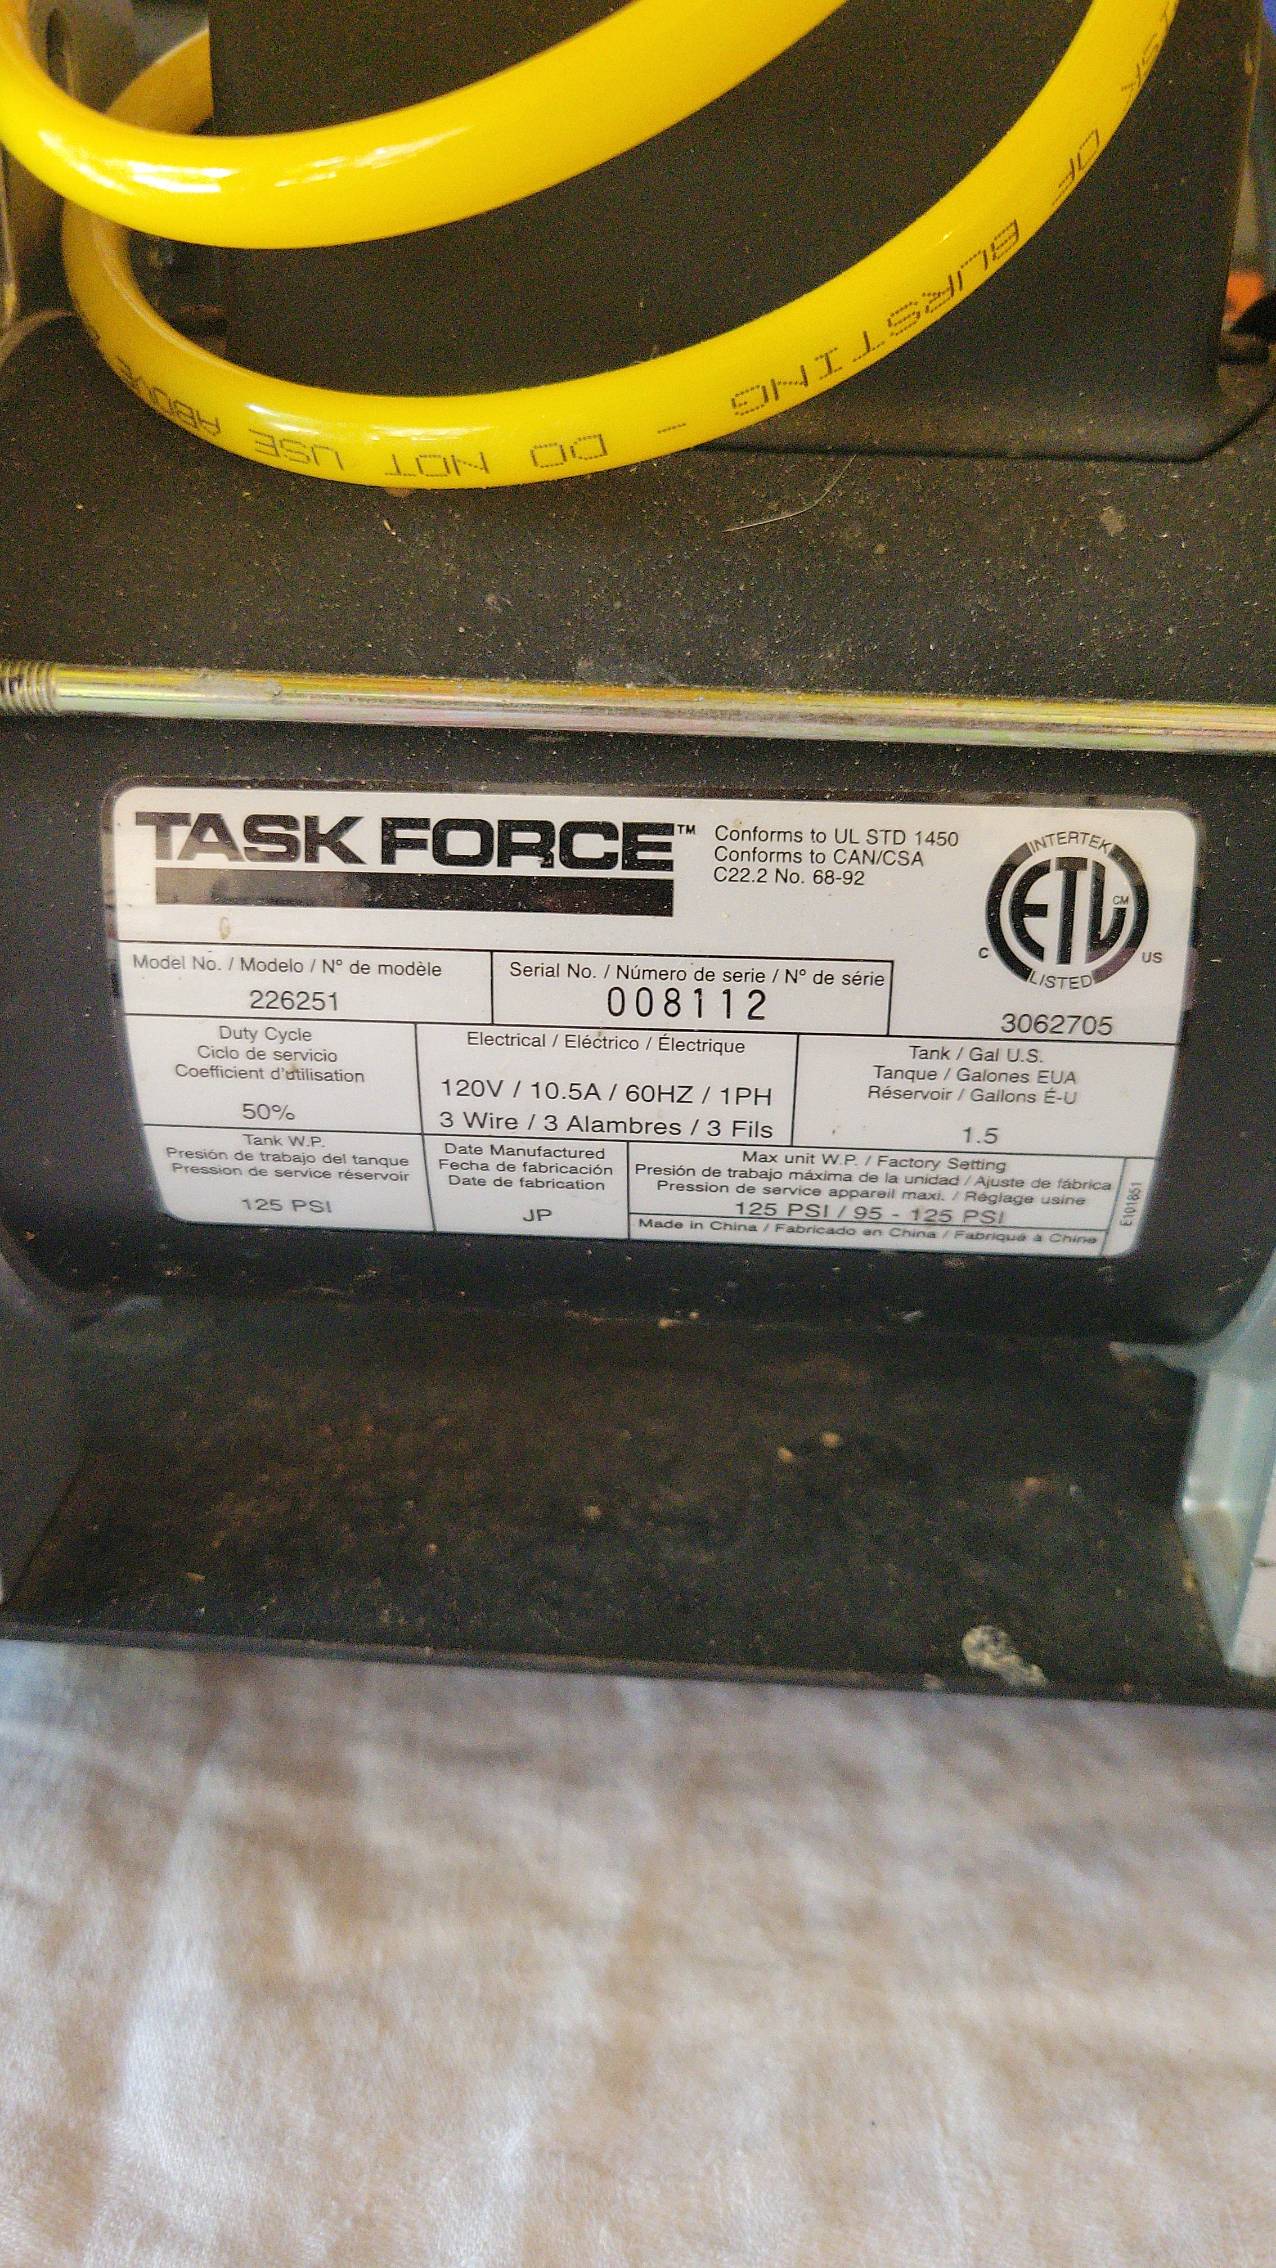 RISK OF BURSTING - DO NOT USE ABOVE
TASK FORCE™
Conforms to UL STD 1450
Conforms to CAN/CSA
C22.2 No. 68-92
INTERTEK
ETL CM
C US
LISTED
3062705
Model No. / Modelo / N° de modèle
226251
Serial No. / Número de serie / N° de série
008112
Duty Cycle
Ciclo de servicio
Coefficient d'utilisation
50%
Electrical / Eléctrico / Électrique
120V / 10.5A / 60HZ / 1PH
3 Wire / 3 Alambres / 3 Fils
Tank / Gal U.S.
Tanque / Galones EUA
Réservoir / Gallons É-U
1.5
Tank W.P.
Presión de trabajo del tanque
Pression de service réservoir
125 PSI
Date Manufactured
Fecha de fabricación
Date de fabrication
JP
Max unit W.P. / Factory Setting
Presión de trabajo máxima de la unidad / Ajuste de fábrica
Pression de service appareil maxi. / Réglage usine
125 PSI / 95 - 125 PSI
Made in China / Fabricado en China / Fabriqué à Chine
E101851